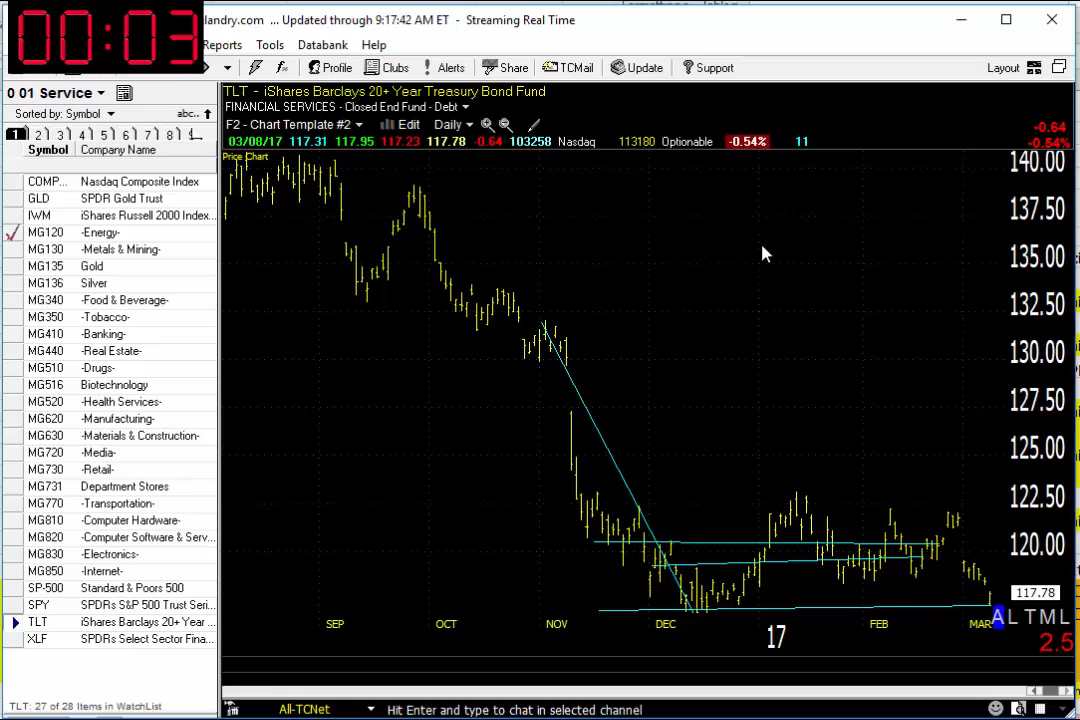 00:03
landry.com ... Updated through 9:17:42 AM ET - Streaming Real Time
Reports Tools Databank Help
Profile Clubs Alerts Share TCMail Update Support Layout
0 01 Service
Sorted by: Symbol abc..
1 2 3 4 5 6 7 8
Symbol Company Name
COMP... Nasdaq Composite Index
GLD SPDR Gold Trust
IWM iShares Russell 2000 Index...
MG120 -Energy-
MG130 -Metals & Mining-
MG135 Gold
MG136 Silver
MG340 -Food & Beverage-
MG350 -Tobacco-
MG410 -Banking-
MG440 -Real Estate-
MG510 -Drugs-
MG516 Biotechnology
MG520 -Health Services-
MG620 -Manufacturing-
MG630 -Materials & Construction-
MG720 -Media-
MG730 -Retail-
MG731 Department Stores
MG770 -Transportation-
MG810 -Computer Hardware-
MG820 -Computer Software & Serv...
MG830 -Electronics-
MG850 -Internet-
SP-500 Standard & Poors 500
SPY SPDRs S&P 500 Trust Seri...
TLT iShares Barclays 20+ Year ...
XLF SPDRs Select Sector Fina...
TLT: 27 of 28 Items in WatchList
TLT - iShares Barclays 20+ Year Treasury Bond Fund
FINANCIAL SERVICES - Closed End Fund - Debt
F2 - Chart Template #2 Edit Daily
-0.64
03/08/17 117.31 117.95 117.23 117.78 -0.64 103258 Nasdaq 113180 Optionable -0.54% 11
-0.54%
Price Chart
140.00
137.50
135.00
132.50
130.00
127.50
125.00
122.50
120.00
117.78
A L T M L
SEP OCT NOV DEC 17 FEB MAR
2.5
All-TCNet Hit Enter and type to chat in selected channel